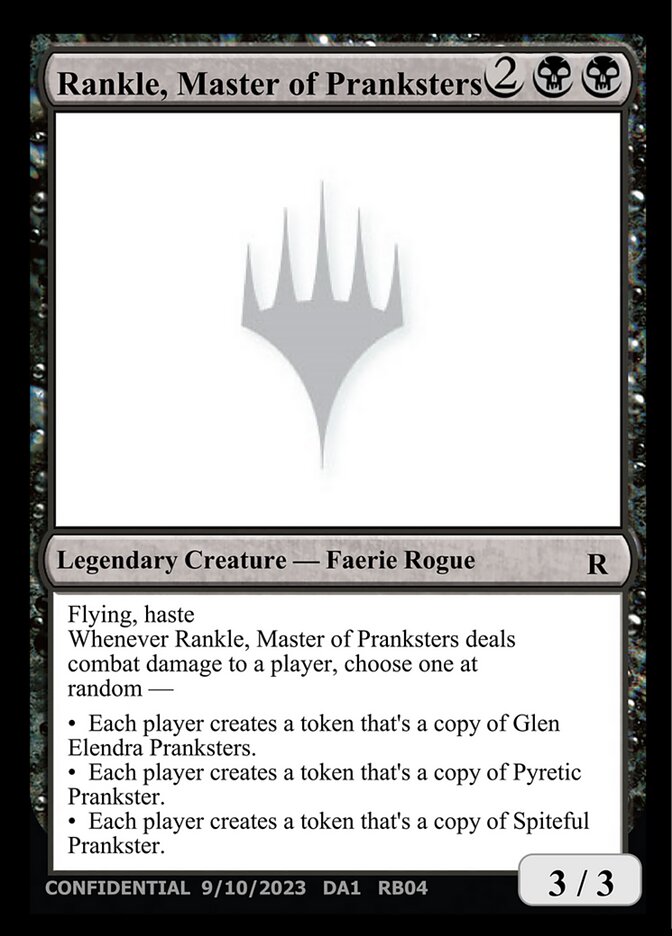 Rankle, Master of Pranksters 2
Legendary Creature — Faerie Rogue R
Flying, haste
Whenever Rankle, Master of Pranksters deals
combat damage to a player, choose one at
random —
• Each player creates a token that's a copy of Glen
Elendra Pranksters.
• Each player creates a token that's a copy of Pyretic
Prankster.
• Each player creates a token that's a copy of Spiteful
Prankster.
CONFIDENTIAL 9/10/2023 DA1 RB04
3 / 3